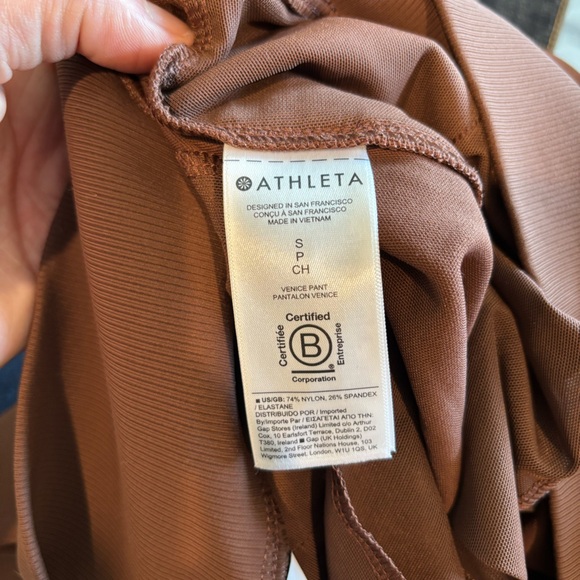 ATHLETA
DESIGNED IN SAN FRANCISCO
CONÇU À SAN FRANCISCO
MADE IN VIETNAM
S
P
CH
VENICE PANT
PANTALON VENICE
Certified
Certifiée
B
Entreprise
®
Corporation
■ US/GB: 74% NYLON, 26% SPANDEX
/ ELASTANE
DISTRIBUIDO POR / Imported
By/Importe Par / ΕΙΣΑΓΕΤΑΙ ΑΠΟ ΤΗΝ:
Gap Stores (Ireland) Limited c/o Arthur
Cox, 10 Earlsfort Terrace, Dublin 2, D02
T380, Ireland ■ Gap (UK Holdings)
Limited, 2nd Floor Nations House, 103
Wigmore Street, London, W1U 1QS, UK